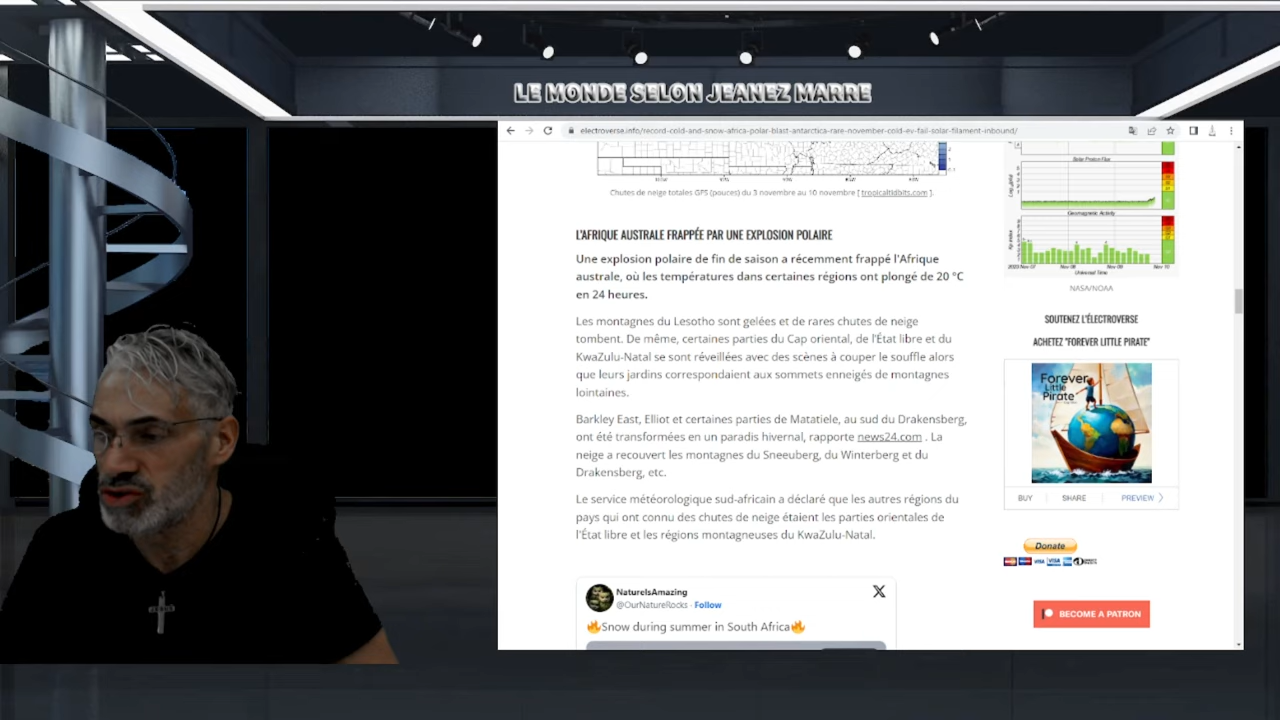 LE MONDE SELON JEANEZ MARRE
electroverse.info/record-cold-and-snow-africa-polar-blast-antarctica-rare-november-cold-ev-fail-solar-filament-inbound/
Chutes de neige totales GFS (pouces) du 3 novembre au 10 novembre [ tropicaltidbits.com ].
L'AFRIQUE AUSTRALE FRAPPÉE PAR UNE EXPLOSION POLAIRE
Une explosion polaire de fin de saison a récemment frappé l'Afrique
australe, où les températures dans certaines régions ont plongé de 20 °C
en 24 heures.
Les montagnes du Lesotho sont gelées et de rares chutes de neige
tombent. De même, certaines parties du Cap oriental, de l'État libre et du
KwaZulu-Natal se sont réveillées avec des scènes à couper le souffle alors
que leurs jardins correspondaient aux sommets enneigés de montagnes
lointaines.
Barkley East, Elliot et certaines parties de Matatiele, au sud du Drakensberg,
ont été transformées en un paradis hivernal, rapporte news24.com . La
neige a recouvert les montagnes du Sneeuberg, du Winterberg et du
Drakensberg, etc.
Le service météorologique sud-africain a déclaré que les autres régions du
pays qui ont connu des chutes de neige étaient les parties orientales de
l'État libre et les régions montagneuses du KwaZulu-Natal.
NatureIsAmazing
@OurNatureRocks · Follow
🔥Snow during summer in South Africa🔥
Solar Proton Flux
Geomagnetic Activity
Kp index
Universal Time
NASA/NOAA
SOUTENEZ L'ÉLECTROVERSE
ACHETEZ "FOREVER LITTLE PIRATE"
Forever
Little
Pirate
BUY SHARE PREVIEW
Donate
BECOME A PATRON